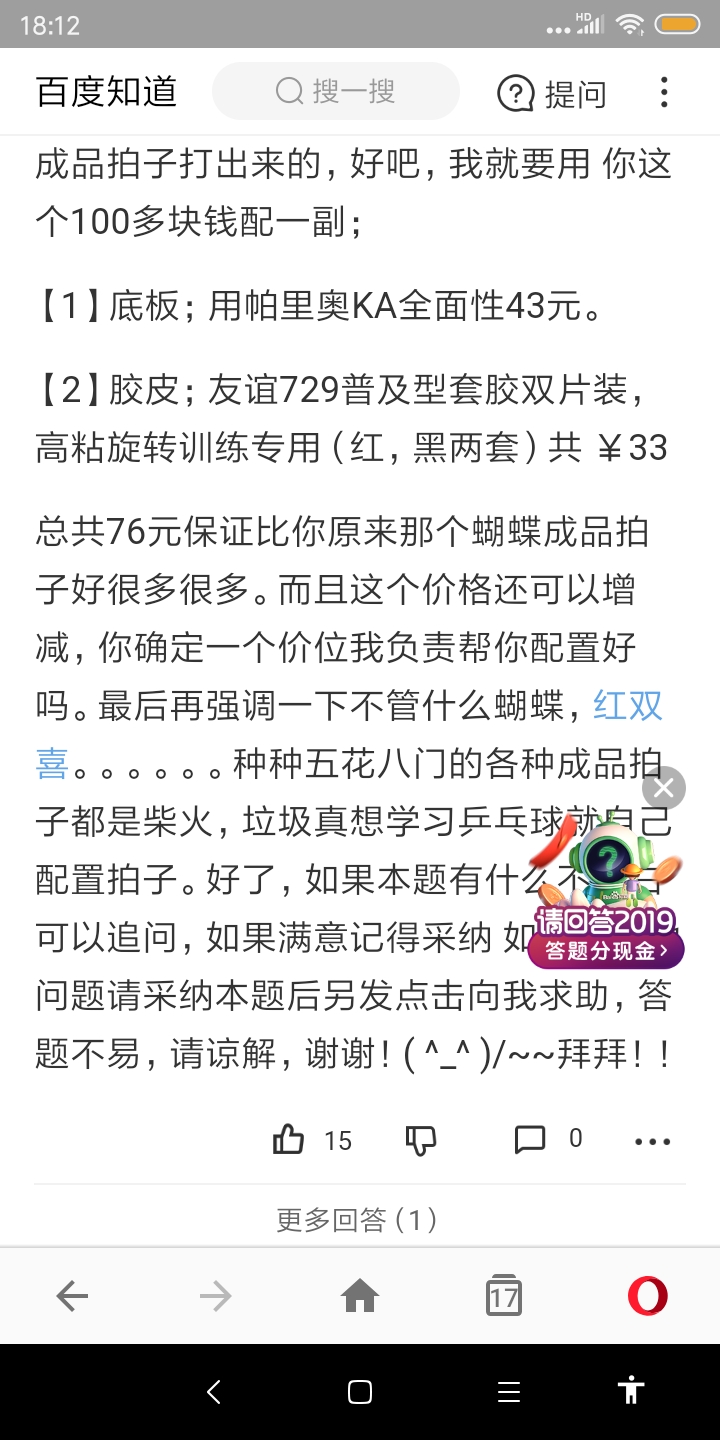 18:12
HD
百度知道
搜一搜
提问
成品拍子打出来的，好吧，我就要用 你这
个100多块钱配一副；
【1】底板；用帕里奥KA全面性43元。
【2】胶皮；友谊729普及型套胶双片装，
高粘旋转训练专用（红，黑两套）共 ￥33
总共76元保证比你原来那个蝴蝶成品拍
子好很多很多。而且这个价格还可以增
减，你确定一个价位我负责帮你配置好
吗。最后再强调一下不管什么蝴蝶，红双
喜。。。。。。种种五花八门的各种成品拍
子都是柴火，垃圾真想学习乒乓球就自己
配置拍子。好了，如果本题有什么不
可以追问，如果满意记得采纳 如
请回答2019
答题分现金>
问题请采纳本题后另发点击向我求助，答
题不易，请谅解，谢谢！( ^_^ )/~~拜拜！！
15
0
更多回答（1）
17